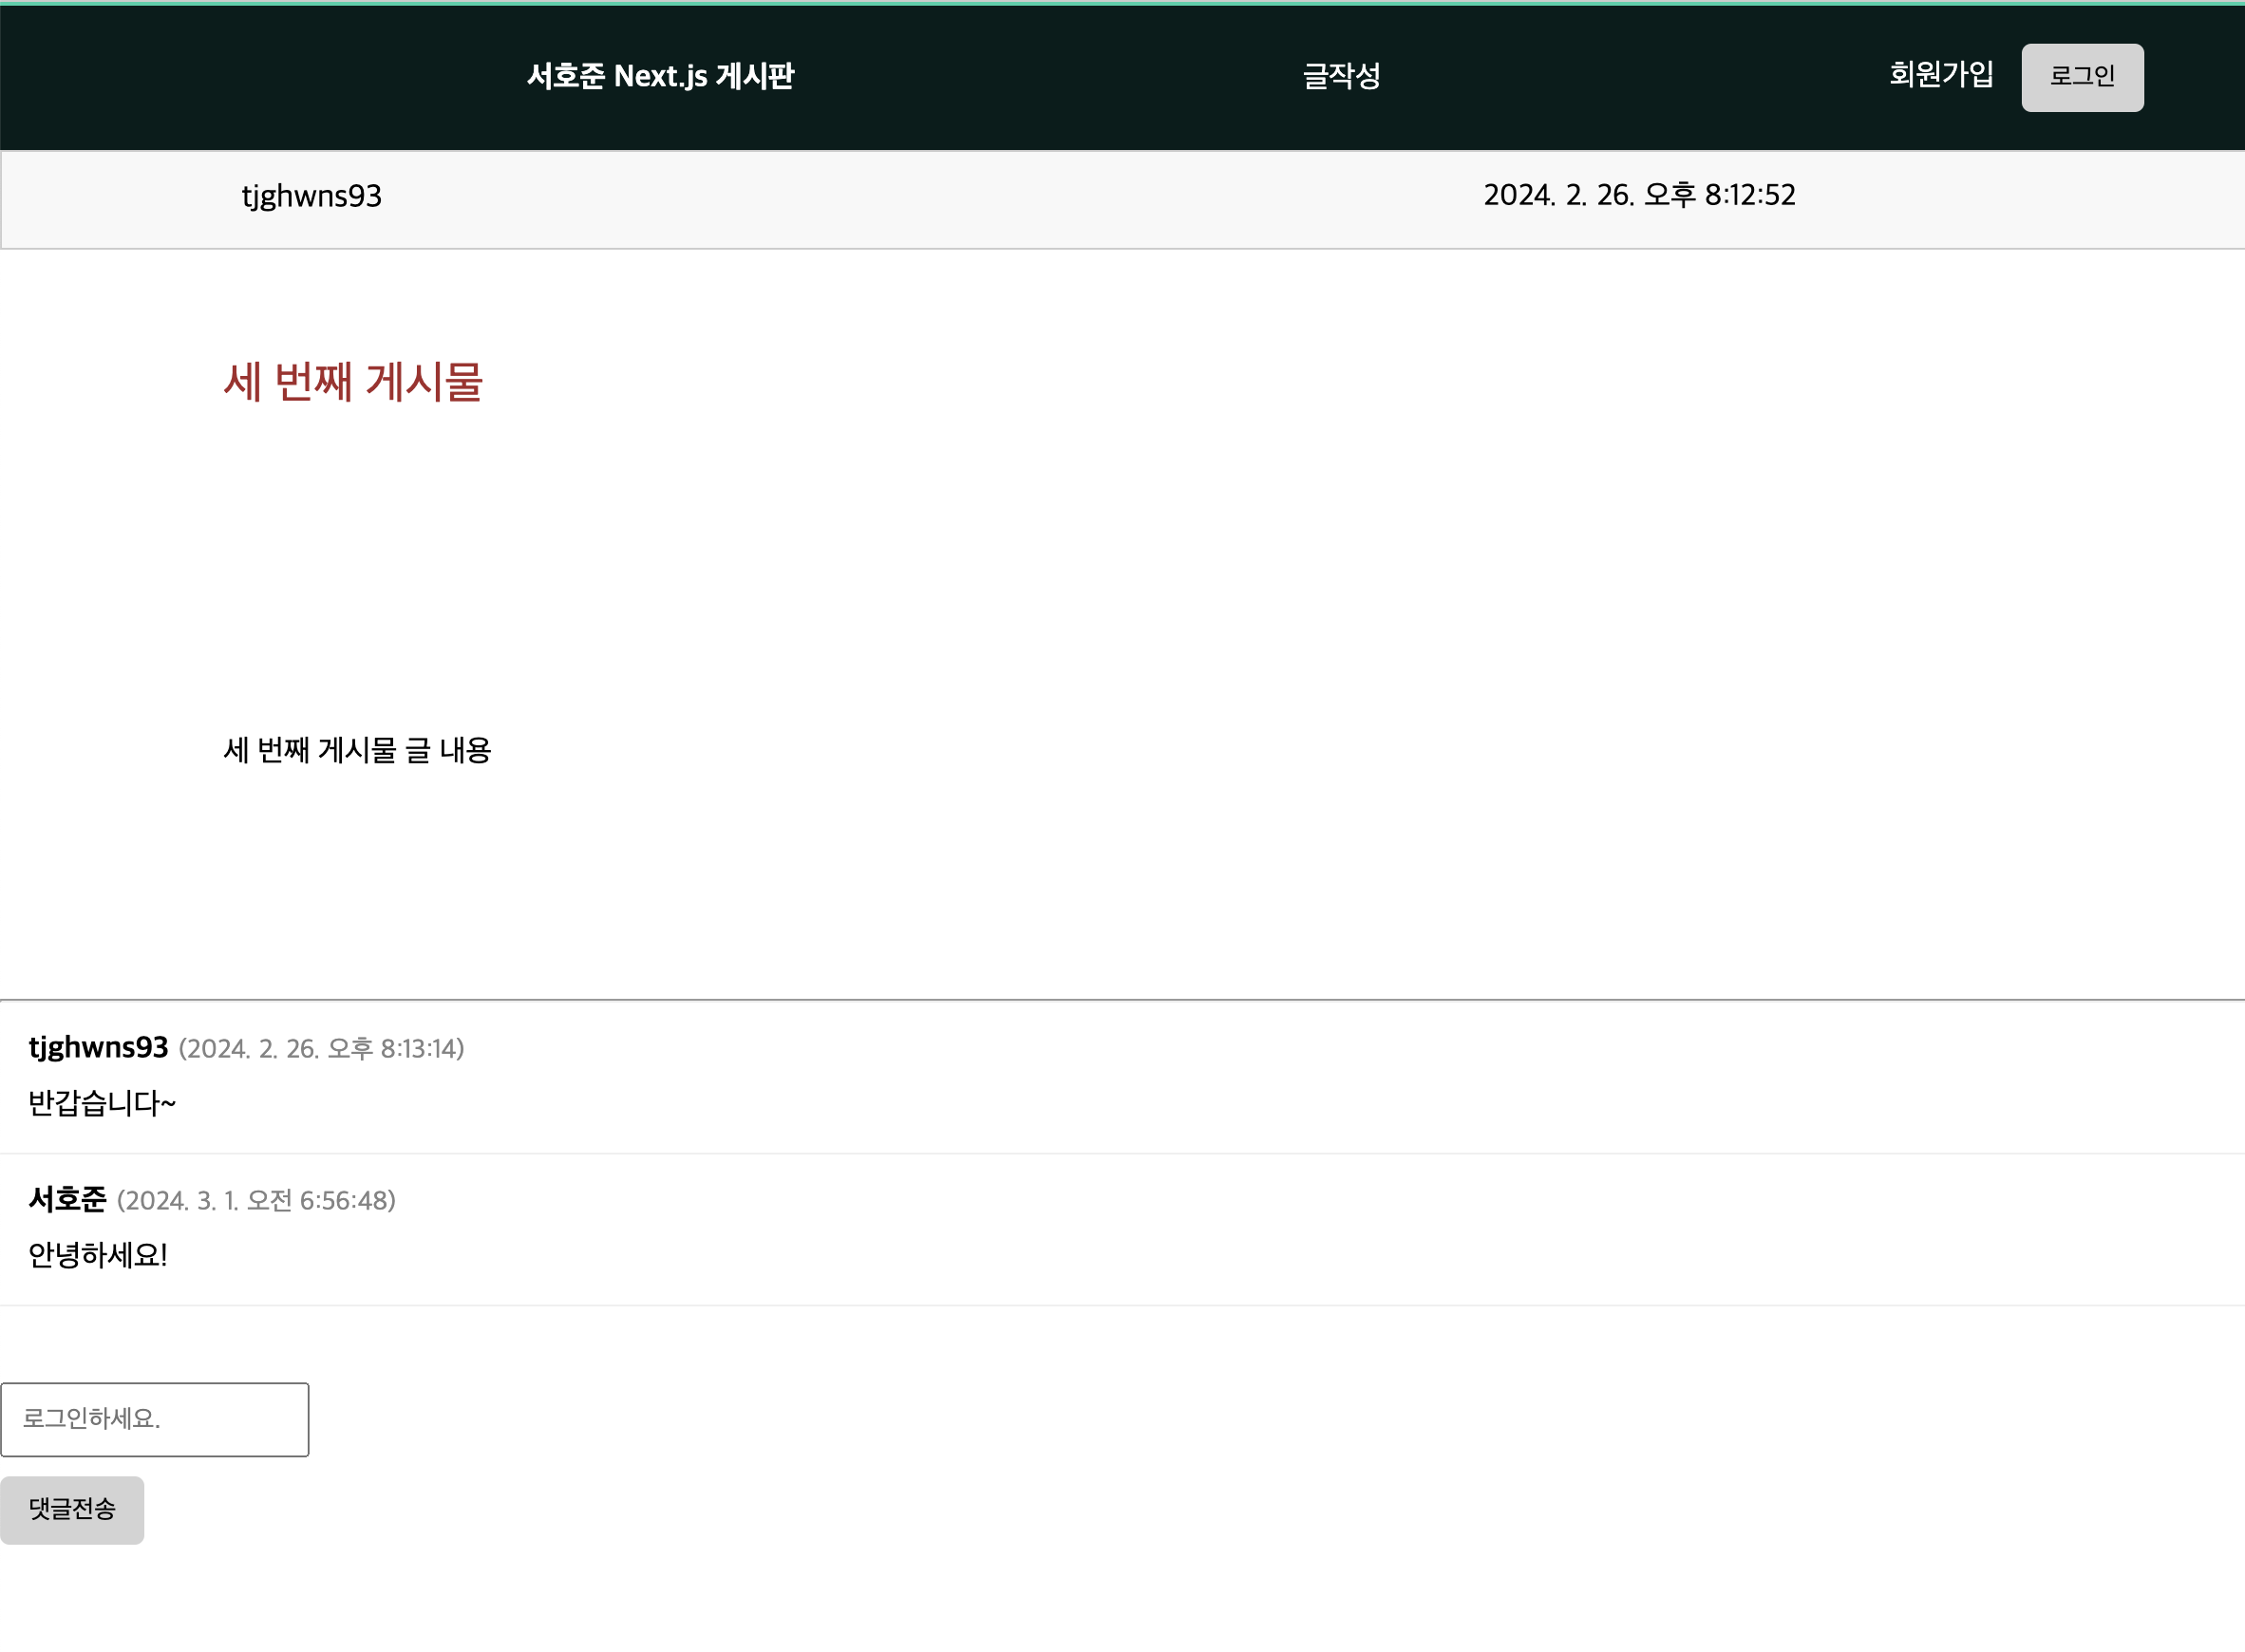 서호준 Next.js 게시판 글작성 회원가입 로그인
tjghwns93 2024. 2. 26. 오후 8:12:52
세 번째 게시물
세 번째 게시물 글 내용
tjghwns93 (2024. 2. 26. 오후 8:13:14)
반갑습니다~
서호준 (2024. 3. 1. 오전 6:56:48)
안녕하세요!
로그인하세요.
댓글전송